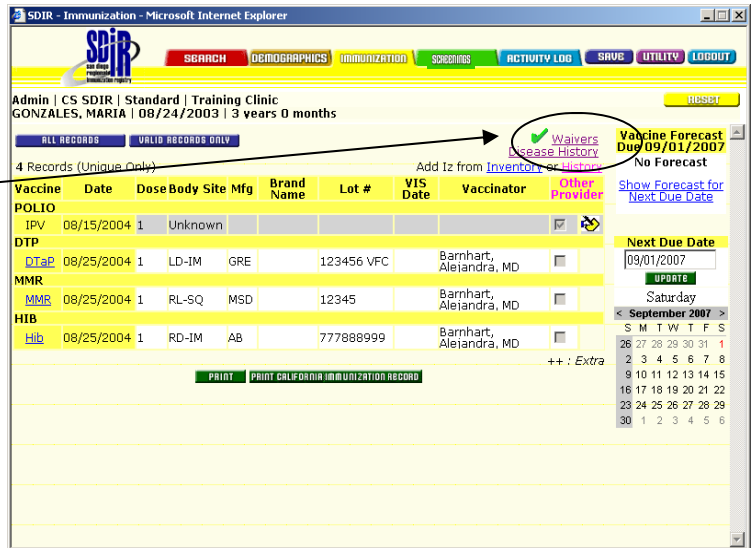 SDIR - Immunization - Microsoft Internet Explorer
SDIR
san diego
regional
immunization registry
SEARCH DEMOGRAPHICS IMMUNIZATION SCREENINGS ACTIVITY LOG SAVE UTILITY LOGOUT
Admin | CS SDIR | Standard | Training Clinic
GONZALES, MARIA | 08/24/2003 | 3 years 0 months
RESET
ALL RECORDS VALID RECORDS ONLY
Waivers
Disease History
4 Records (Unique Only)
Add Iz from Inventory or History
Vaccine Date Dose Body Site Mfg Brand Name Lot # VIS Date Vaccinator Other Provider
POLIO
IPV 08/15/2004 1 Unknown
DTP
DTaP 08/25/2004 1 LD-IM GRE 123456 VFC Barnhart, Alejandra, MD
MMR
MMR 08/25/2004 1 RL-SQ MSD 12345 Barnhart, Alejandra, MD
HIB
Hib 08/25/2004 1 RD-IM AB 777888999 Barnhart, Alejandra, MD
++ : Extra
PRINT PRINT CALIFORNIA IMMUNIZATION RECORD
Vaccine Forecast
Due 09/01/2007
No Forecast
Show Forecast for
Next Due Date
Next Due Date
09/01/2007
UPDATE
Saturday
< September 2007 >
S M T W T F S
26 27 28 29 30 31 1
2 3 4 5 6 7 8
9 10 11 12 13 14 15
16 17 18 19 20 21 22
23 24 25 26 27 28 29
30 1 2 3 4 5 6